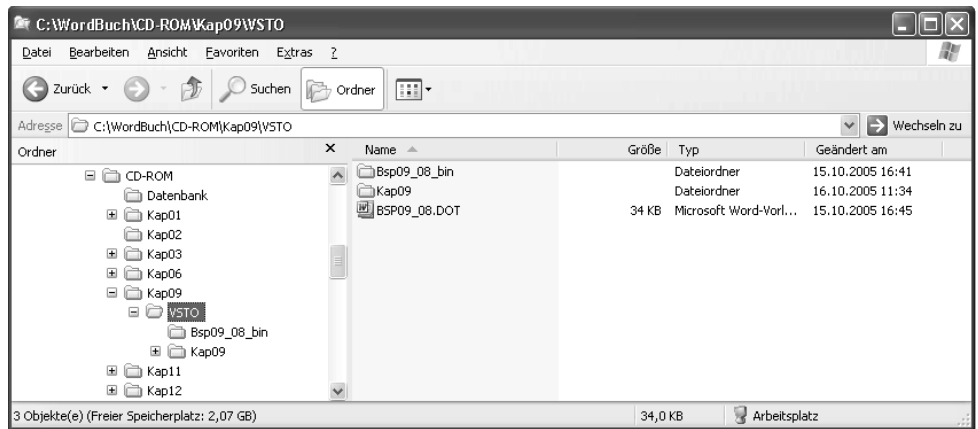 C:\WordBuch\CD-ROM\Kap09\VSTO
Datei Bearbeiten Ansicht Favoriten Extras ?
Zurück Suchen Ordner
Adresse C:\WordBuch\CD-ROM\Kap09\VSTO Wechseln zu
Ordner × Name Größe Typ Geändert am
CD-ROM
Datenbank
Kap01
Kap02
Kap03
Kap06
Kap09
VSTO
Bsp09_08_bin
Kap09
Kap11
Kap12
Bsp09_08_bin Dateiordner 15.10.2005 16:41
Kap09 Dateiordner 16.10.2005 11:34
BSP09_08.DOT 34 KB Microsoft Word-Vorl... 15.10.2005 16:45
3 Objekte(e) (Freier Speicherplatz: 2,07 GB) 34,0 KB Arbeitsplatz